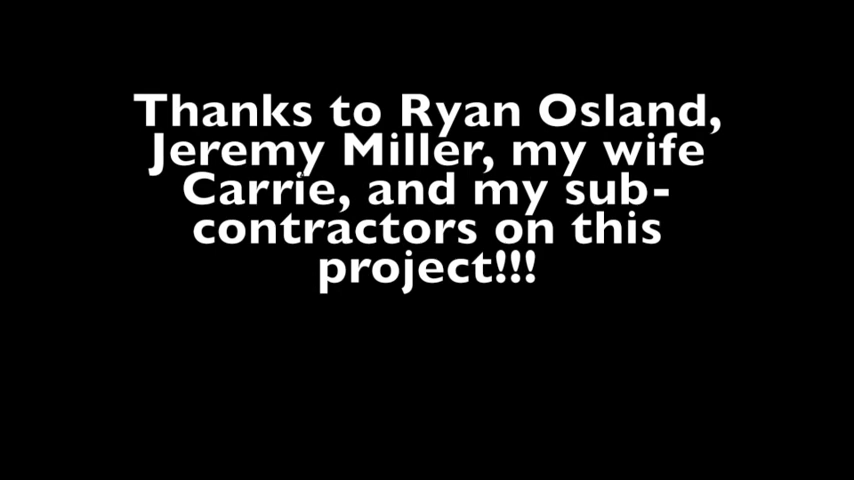 Thanks to Ryan Osland,
Jeremy Miller, my wife
Carrie, and my sub-
contractors on this
project!!!